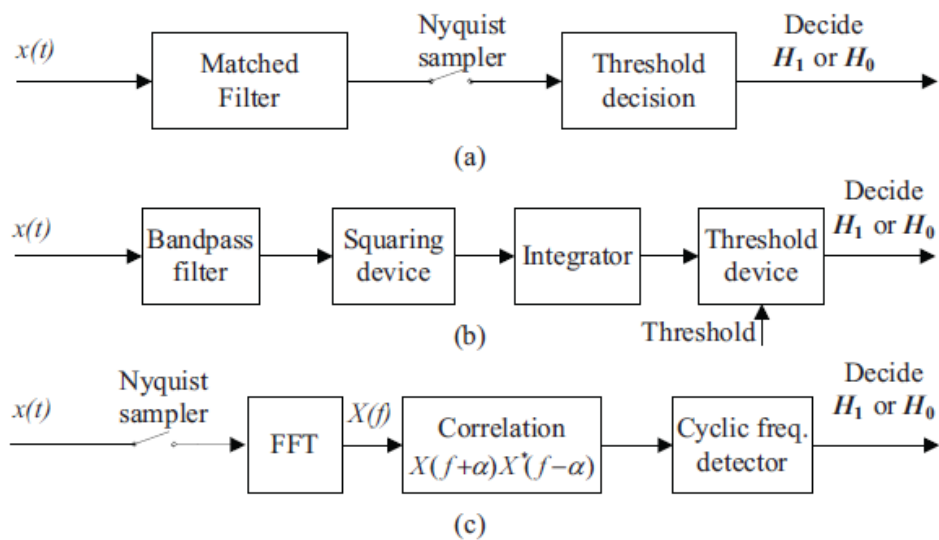 x(t)
Matched
Filter
Nyquist
sampler
Threshold
decision
Decide
H₁ or H₀
(a)
x(t)
Bandpass
filter
Squaring
device
Integrator
Threshold
device
Decide
H₁ or H₀
Threshold
(b)
x(t)
Nyquist
sampler
FFT
X(f)
Correlation
X(f+α)X*(f−α)
Cyclic freq.
detector
Decide
H₁ or H₀
(c)